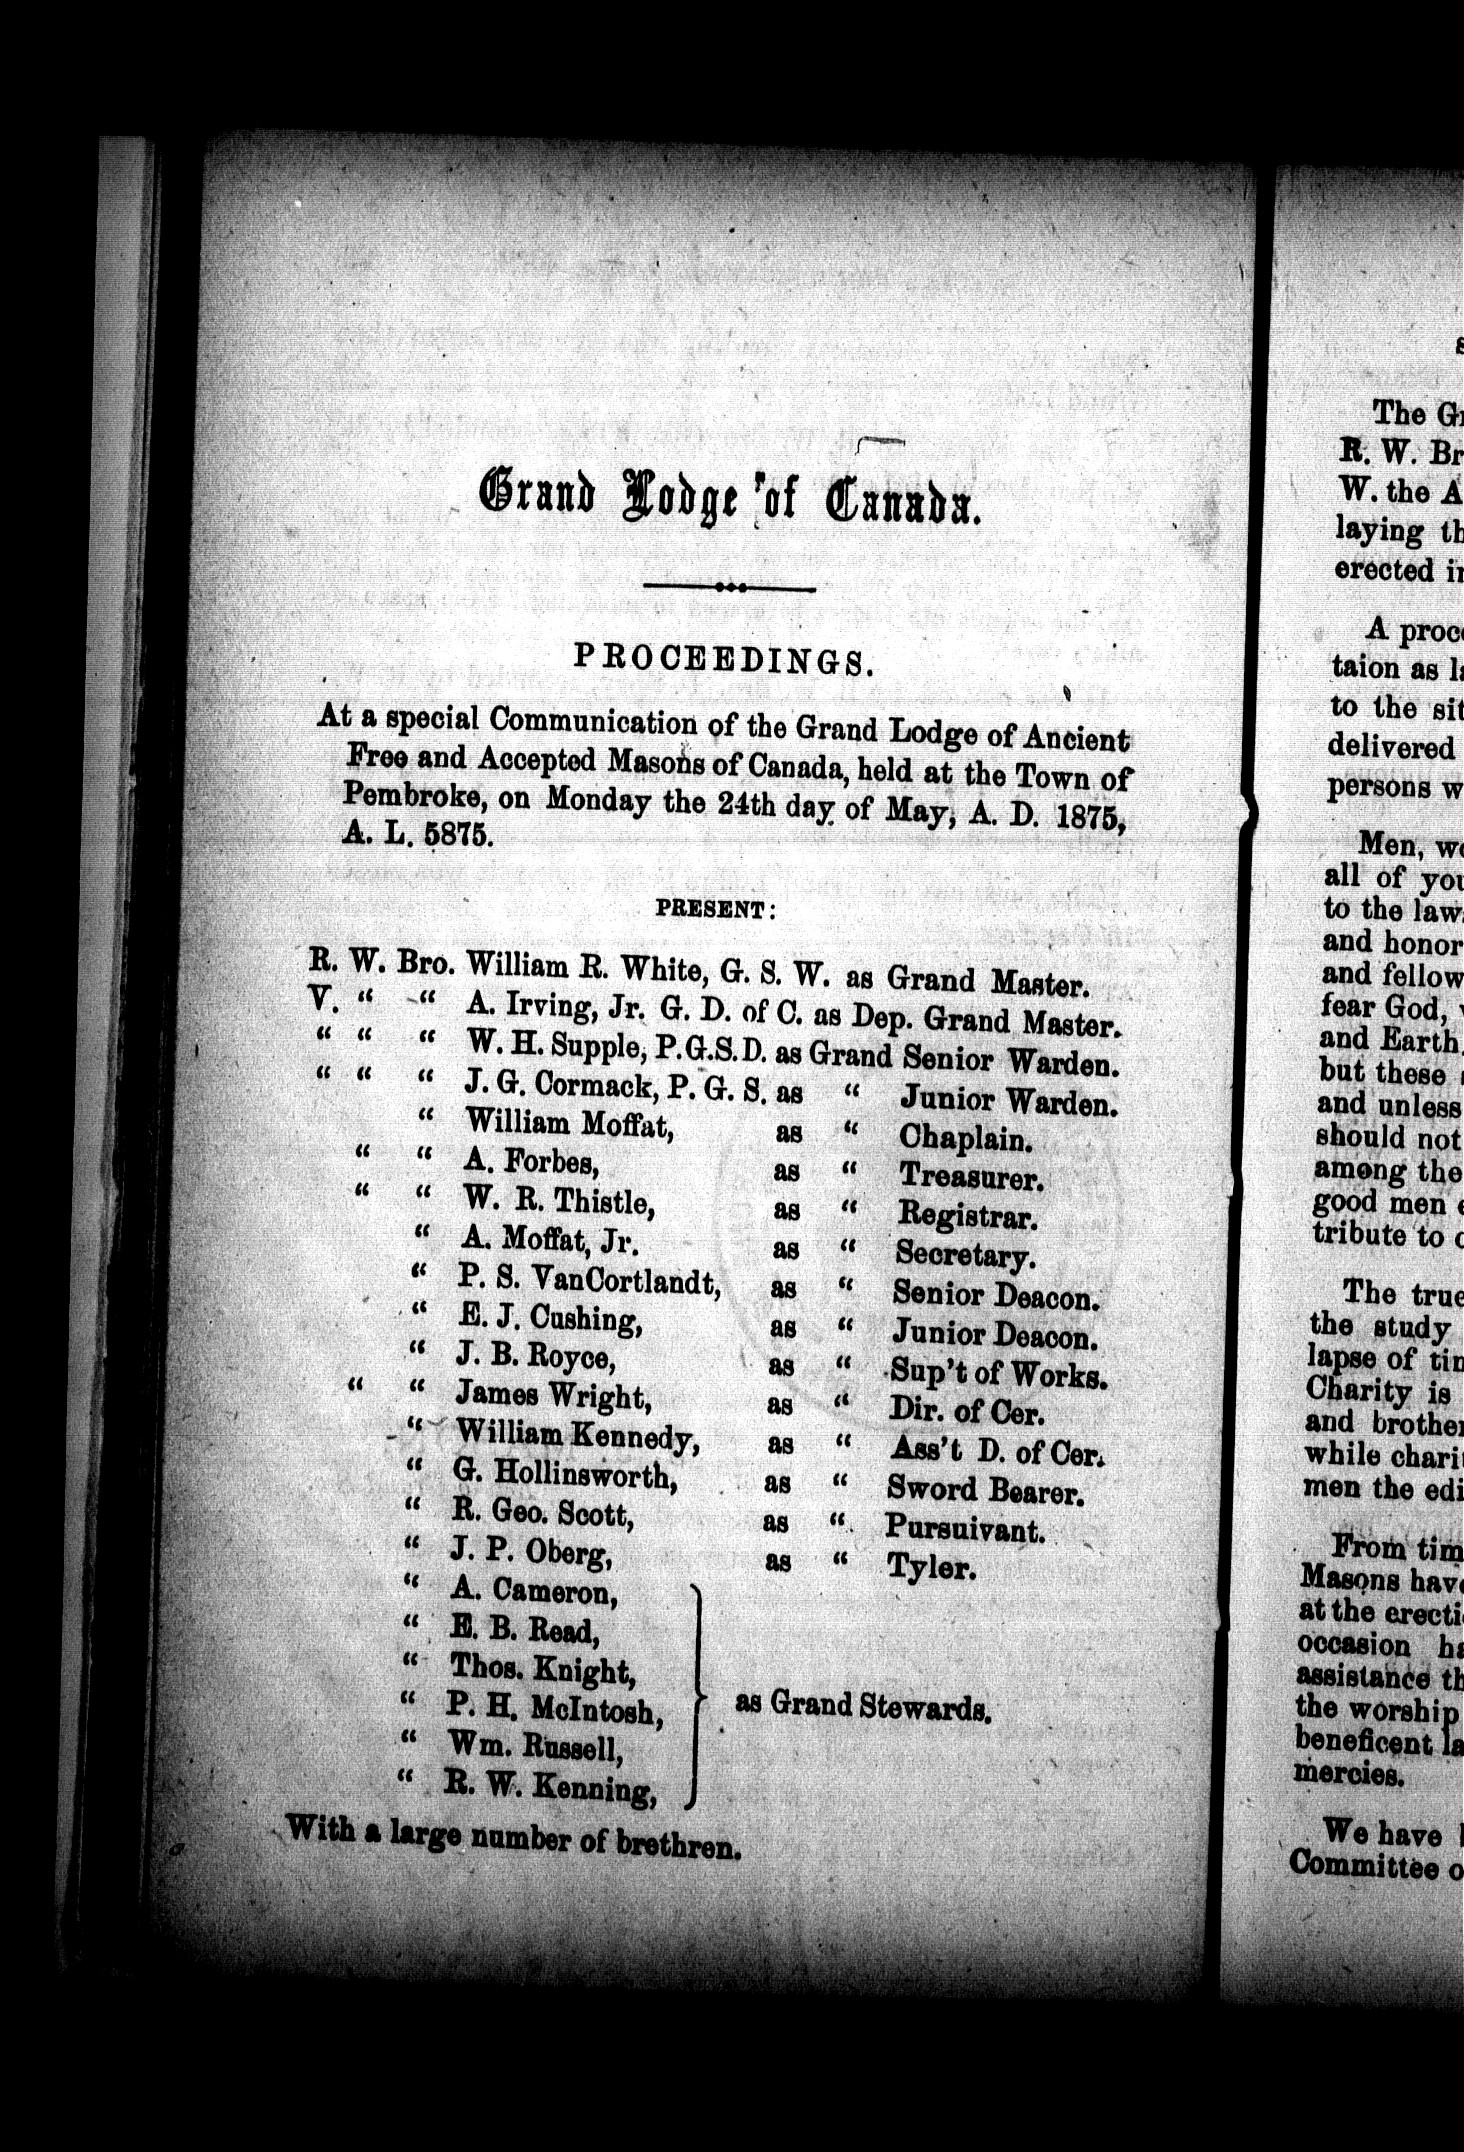 Grand Lodge of Canada.
PROCEEDINGS.
At a special Communication of the Grand Lodge of Ancient
Free and Accepted Masons of Canada, held at the Town of
Pembroke, on Monday the 24th day of May, A. D. 1875,
A. L. 5875.
PRESENT:
R. W. Bro. William R. White, G. S. W. as Grand Master.
V. “ “ A. Irving, Jr. G. D. of C. as Dep. Grand Master.
“ “ “ W. H. Supple, P.G.S.D. as Grand Senior Warden.
“ “ “ J. G. Cormack, P. G. S. as “ Junior Warden.
“ William Moffat, as “ Chaplain.
“ “ A. Forbes, as “ Treasurer.
“ “ W. R. Thistle, as “ Registrar.
“ A. Moffat, Jr. as “ Secretary.
“ P. S. VanCortlandt, as “ Senior Deacon.
“ E. J. Cushing, as “ Junior Deacon.
“ J. B. Royce, as “ Sup't of Works.
“ “ James Wright, as “ Dir. of Cer.
“ William Kennedy, as “ Ass't D. of Cer.
“ G. Hollinsworth, as “ Sword Bearer.
“ R. Geo. Scott, as “ Pursuivant.
“ J. P. Oberg, as “ Tyler.
“ A. Cameron,
“ E. B. Read,
“ Thos. Knight,
“ P. H. McIntosh, as Grand Stewards.
“ Wm. Russell,
“ R. W. Kenning,
With a large number of brethren.
The
R. W.
W. the
laying
erected
A
taion as
to the
delivered
persons
Men,
all of
to the
and honor
and
fear God,
and Earth
but these
and unless
should not
among the
good men
tribute to
The true
the study
lapse of
Charity is
and
while
men the
From
Masons
at the
occasion
assistance
the worship
beneficent
mercies.
We have
Committee